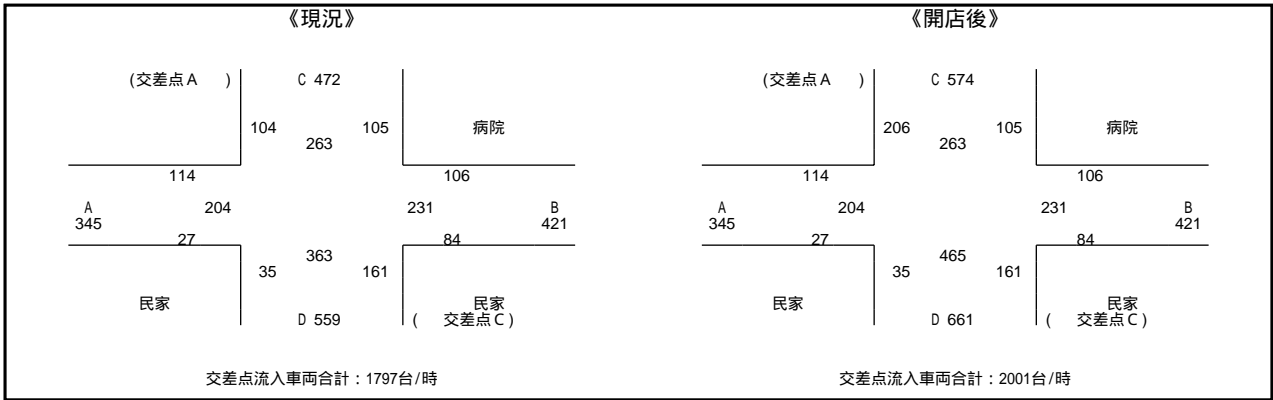 《現況》 《開店後》
(交差点A ) C 472 (交差点A ) C 574
104 105 病院 206 105 病院
263 263
114 106 114 106
A 204 231 B A 204 231 B
345 421 345 421
27 84 27 84
363 465
35 161 35 161
民家 民家 民家 民家
D 559 ( 交差点C) D 661 ( 交差点C)
交差点流入車両合計：1797台/時 交差点流入車両合計：2001台/時